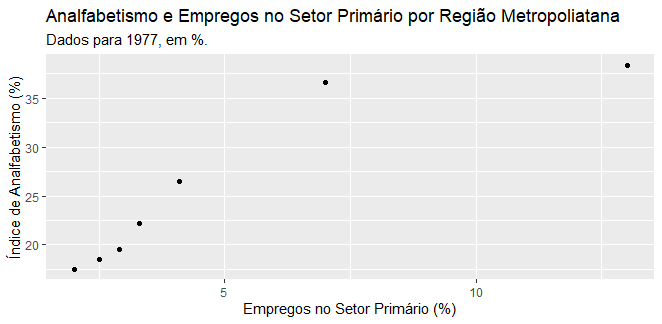 Analfabetismo e Empregos no Setor Primário por Região Metropoliatana
Dados para 1977, em %.
Índice de Analfabetismo (%)
35
30
25
20
5
10
Empregos no Setor Primário (%)